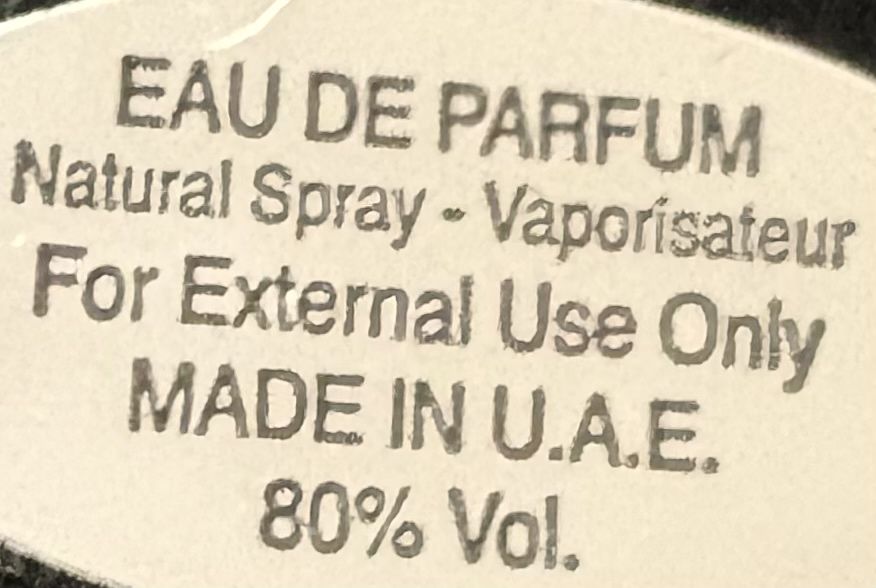 EAU DE PARFUM
Natural Spray - Vaporisateur
For External Use Only
MADE IN U.A.E.
80% Vol.